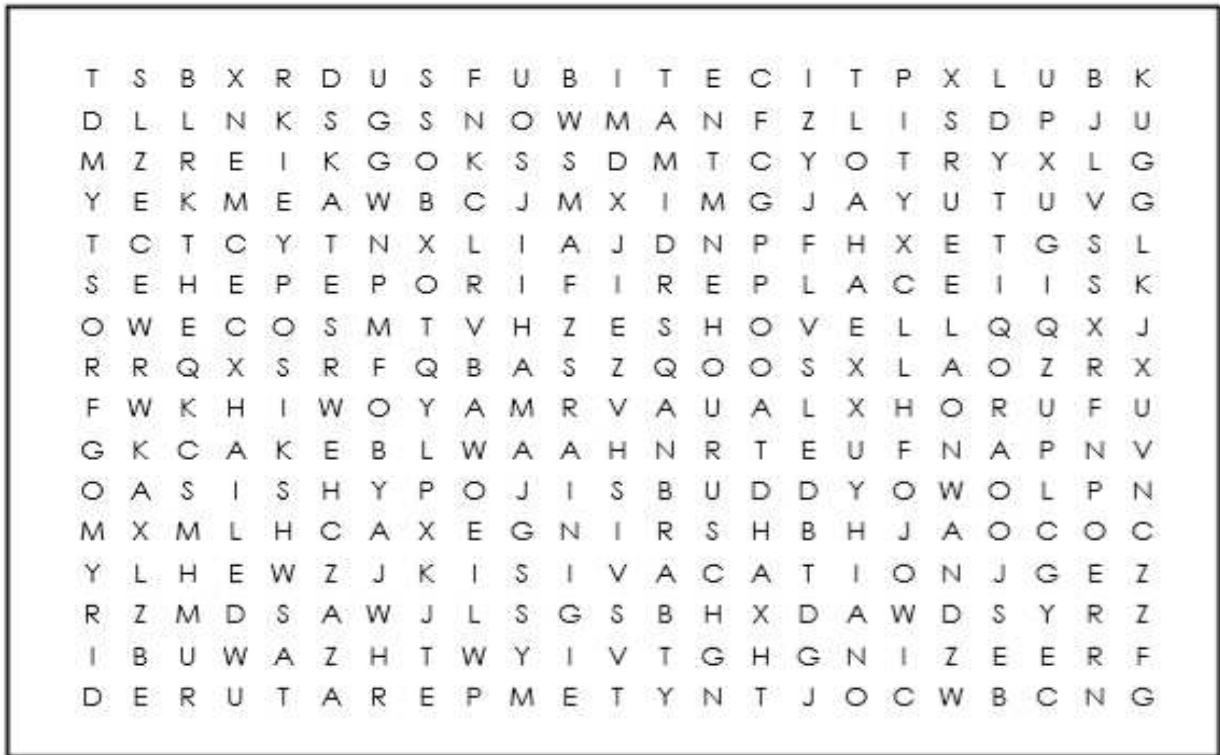 T S B X R D U S F U B I T E C I T P X L U B K
D L L N K S G S N O W M A N F Z L I S D P J U
M Z R E I K G O K S S D M T C Y O T R Y X L G
Y E K M E A W B C J M X I M G J A Y U T U V G
T C T C Y T N X L I A J D N P F H X E T G S L
S E H E P E P O R I F I R E P L A C E I I S K
O W E C O S M T V H Z E S H O V E L L Q Q X J
R R Q X S R F Q B A S Z Q O O S X L A O Z R X
F W K H I W O Y A M R V A U A L X H O R U F U
G K C A K E B L W A A H N R T E U F N A P N V
O A S I S H Y P O J I S B U D D Y O W O L P N
M X M L H C A X E G N I R S H B H J A O C O C
Y L H E W Z J K I S I V A C A T I O N J G E Z
R Z M D S A W J L S G S B H X D A W D S Y R Z
I B U W A Z H T W Y I V T G H G N I Z E E R F
D E R U T A R E P M E T Y N T J O C W B C N G